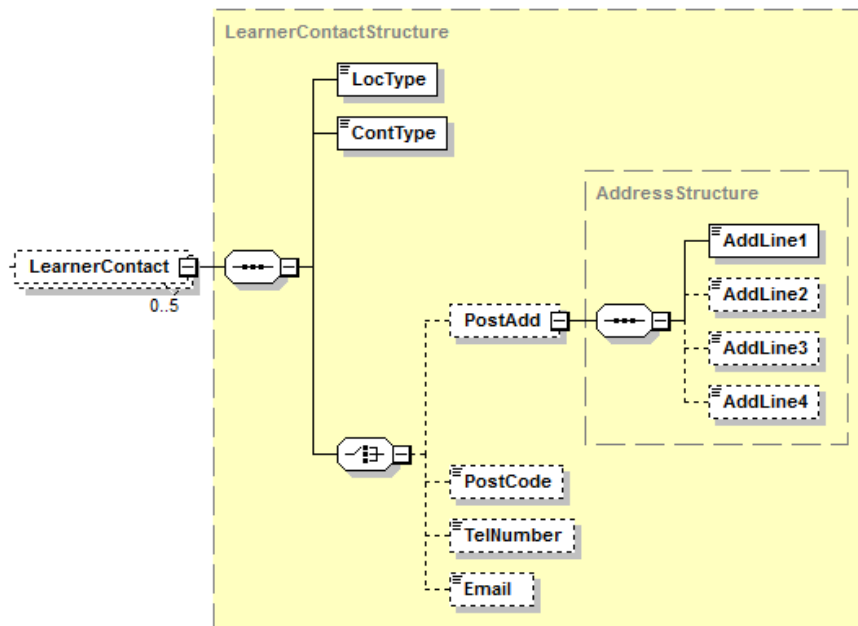 LearnerContactStructure
LocType
ContType
AddressStructure
AddLine1
LearnerContact
0..5
AddLine2
PostAdd
AddLine3
AddLine4
PostCode
TelNumber
Email